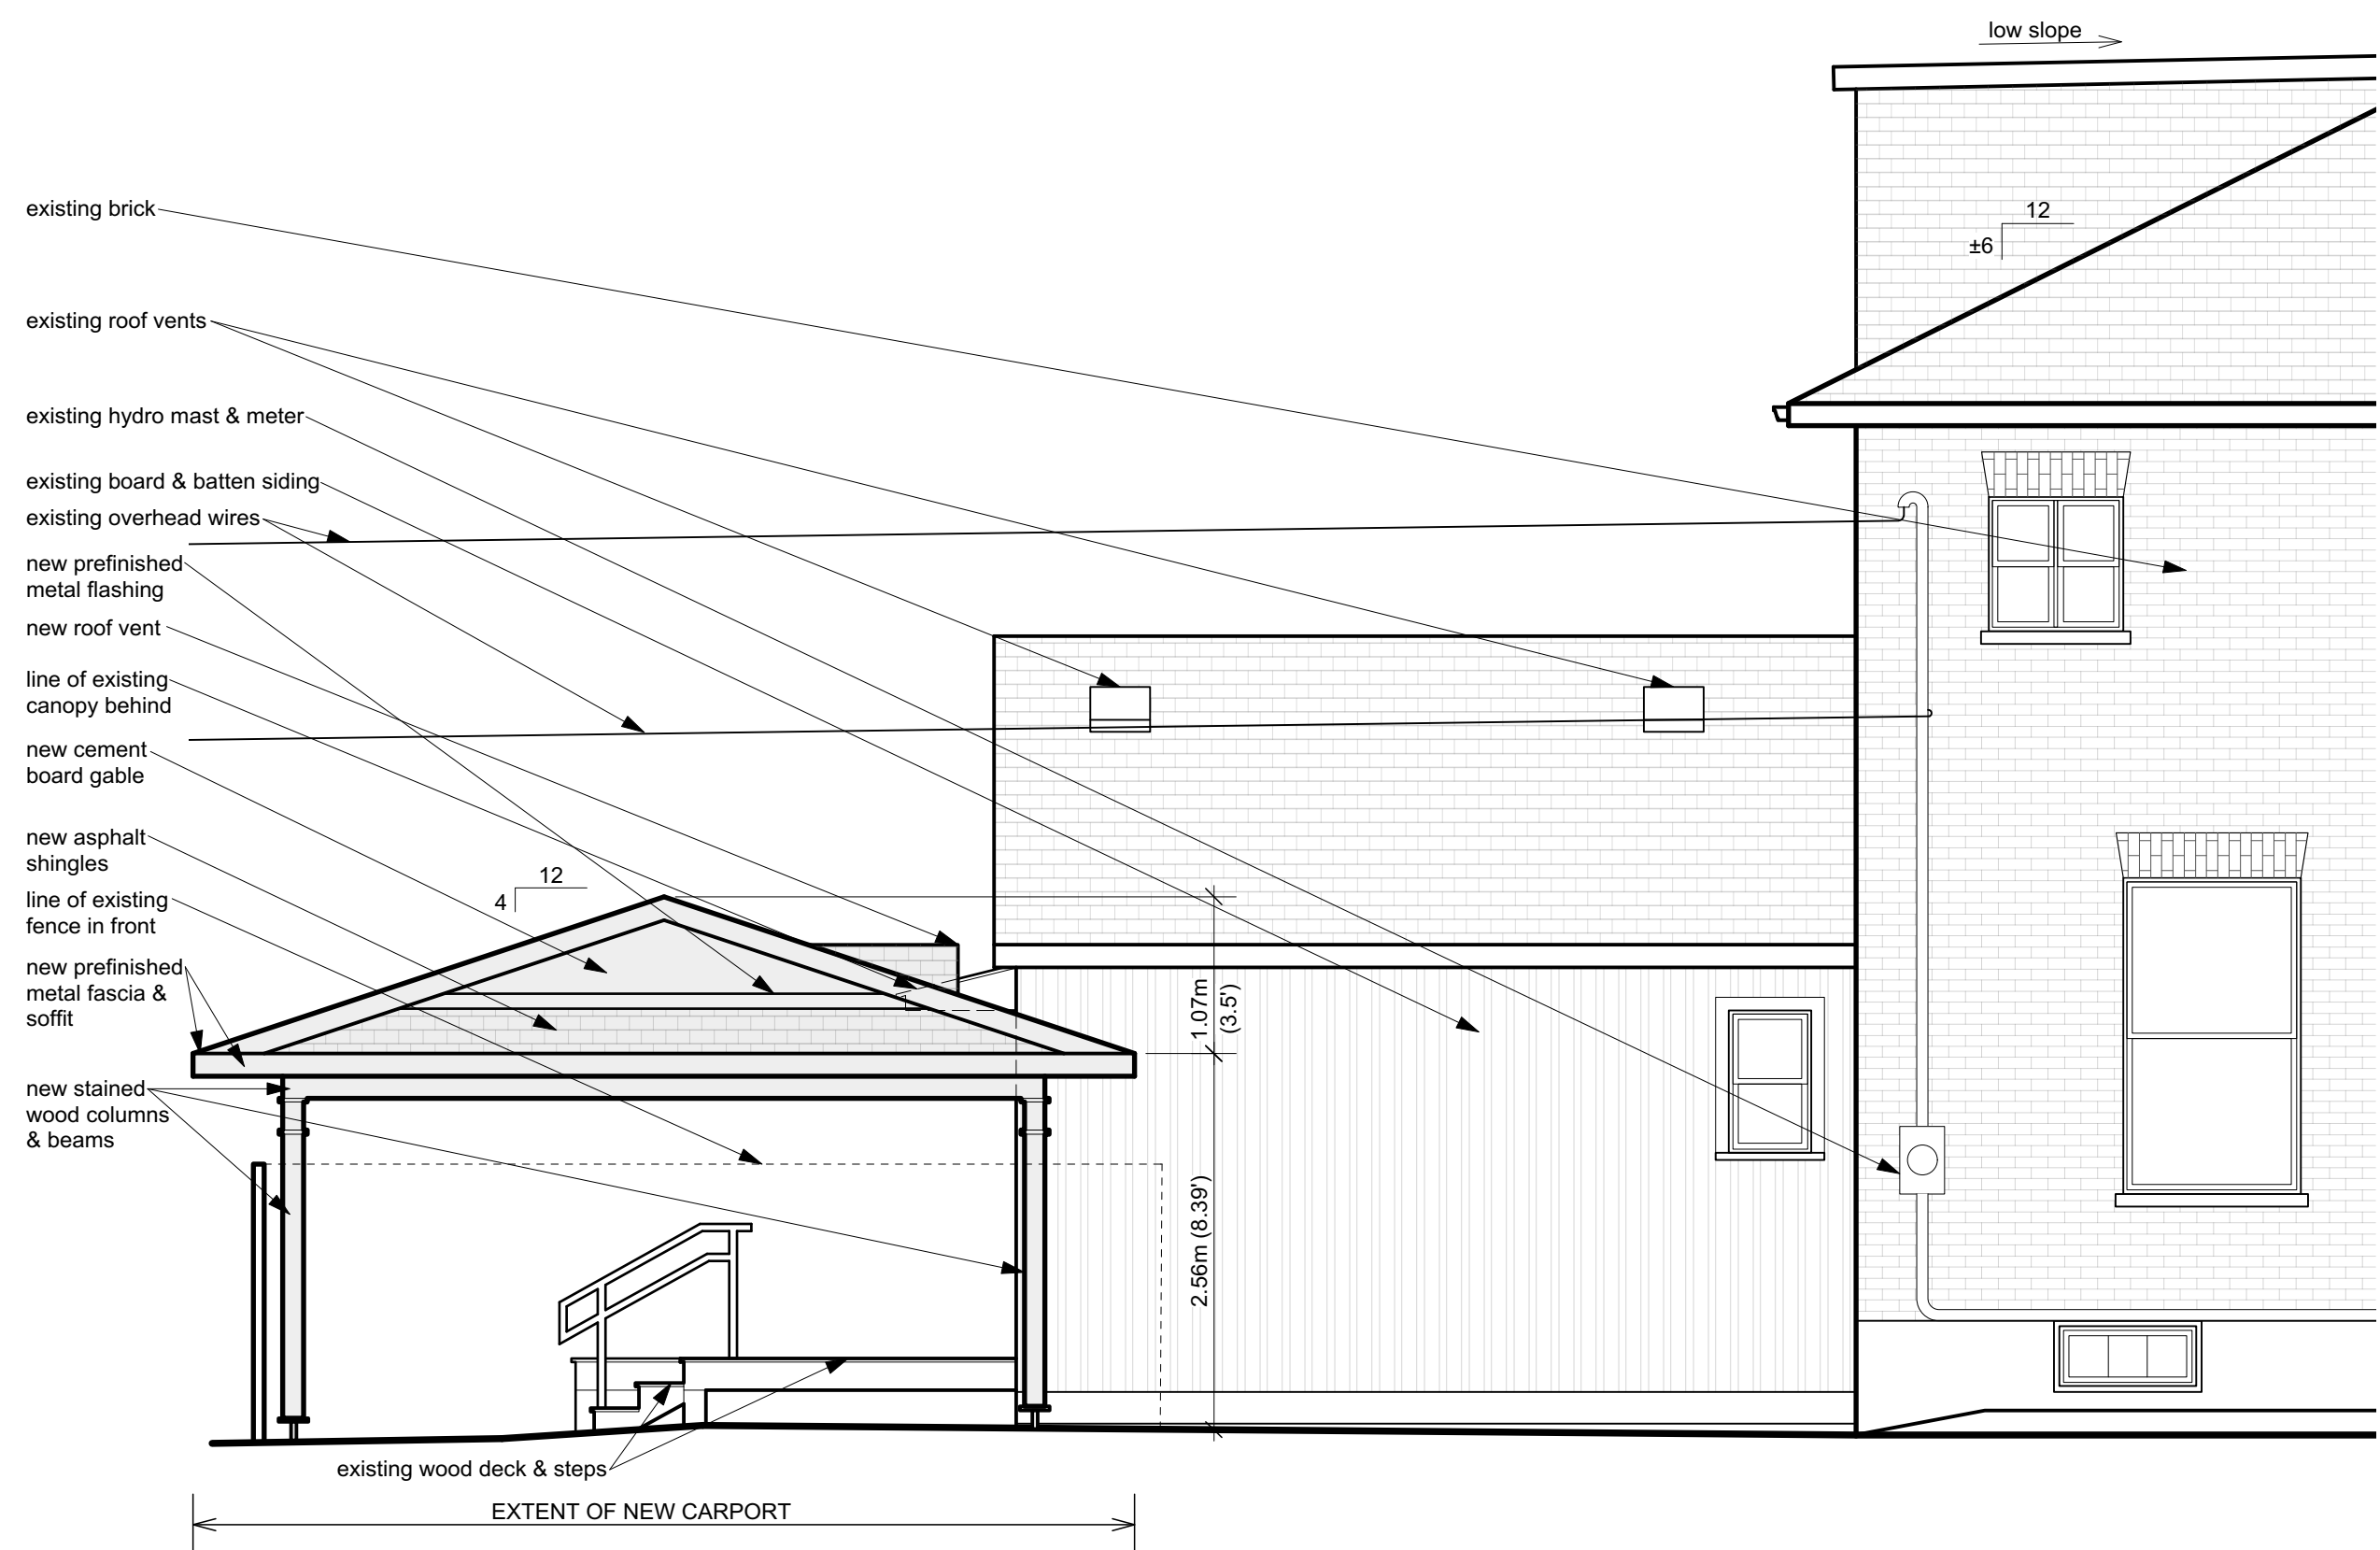 low slope
existing brick
12
±6
existing roof vents
existing hydro mast & meter
existing board & batten siding
existing overhead wires
new prefinished
metal flashing
new roof vent
line of existing
canopy behind
new cement
board gable
new asphalt
shingles
12
4
line of existing
fence in front
new prefinished
metal fascia &
soffit
1.07m
(3.5')
new stained
wood columns
& beams
2.56m (8.39')
existing wood deck & steps
EXTENT OF NEW CARPORT